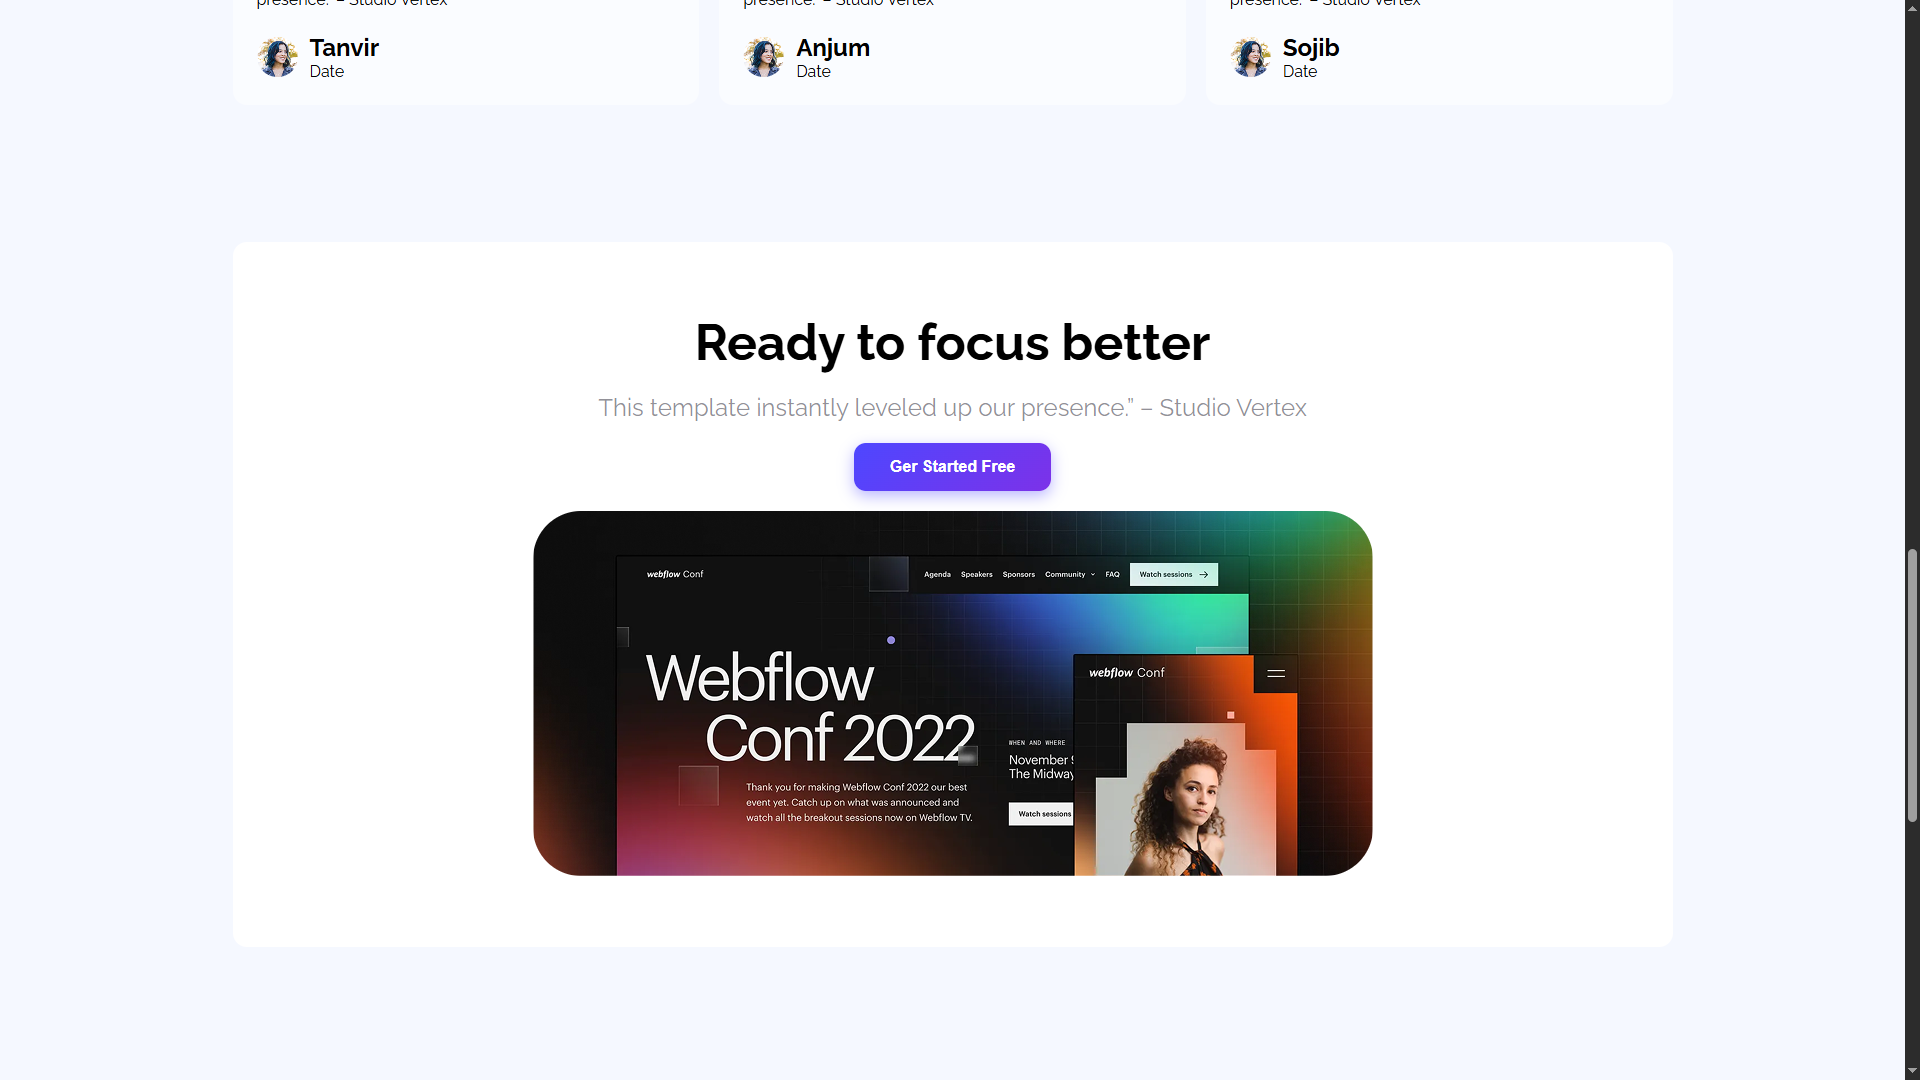 presence." – Studio Vertex
presence." – Studio Vertex
presence." – Studio Vertex
Tanvir
Date
Anjum
Date
Sojib
Date
Ready to focus better
This template instantly leveled up our presence.” – Studio Vertex
Ger Started Free
webflow Conf
Agenda Speakers Sponsors Community FAQ Watch sessions
Webflow
Conf 2022
Thank you for making Webflow Conf 2022 our best
event yet. Catch up on what was announced and
watch all the breakout sessions now on Webflow TV.
WHEN AND WHERE
November 9
The Midway
Watch sessions
webflow Conf